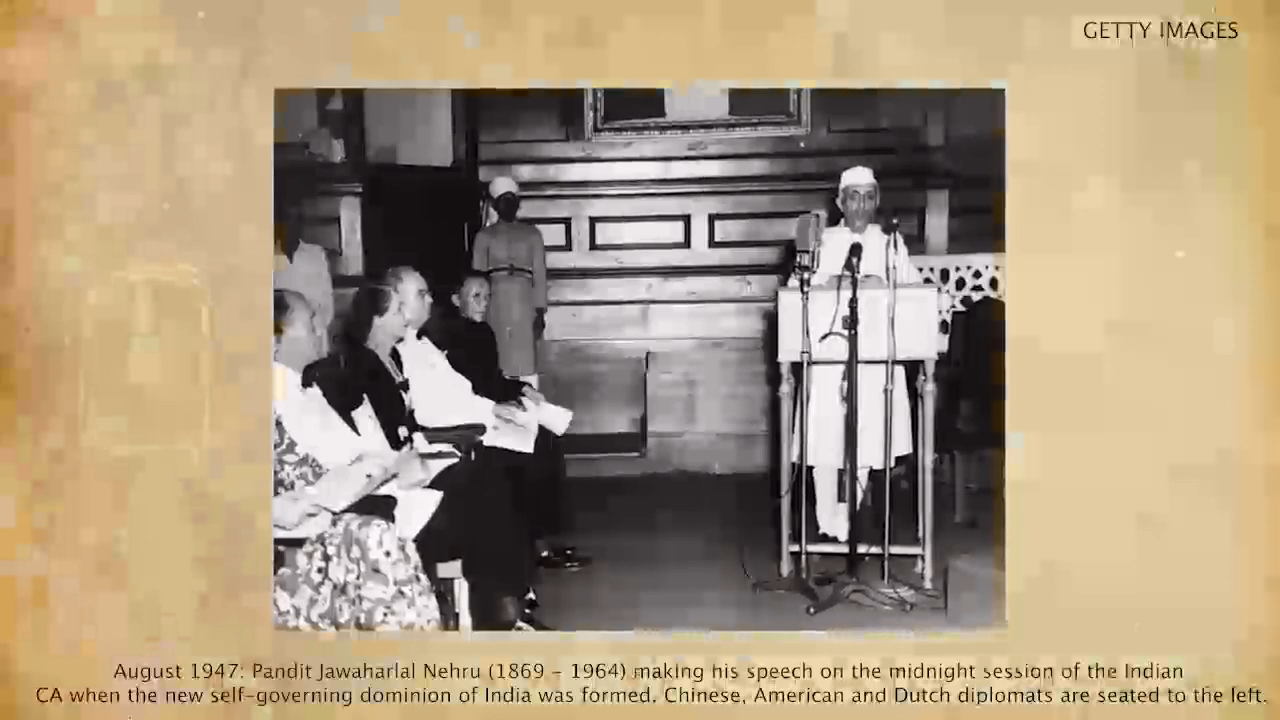 GETTY IMAGES
August 1947: Pandit Jawaharlal Nehru (1869 - 1964) making his speech on the midnight session of the Indian
CA when the new self-governing dominion of India was formed. Chinese, American and Dutch diplomats are seated to the left.